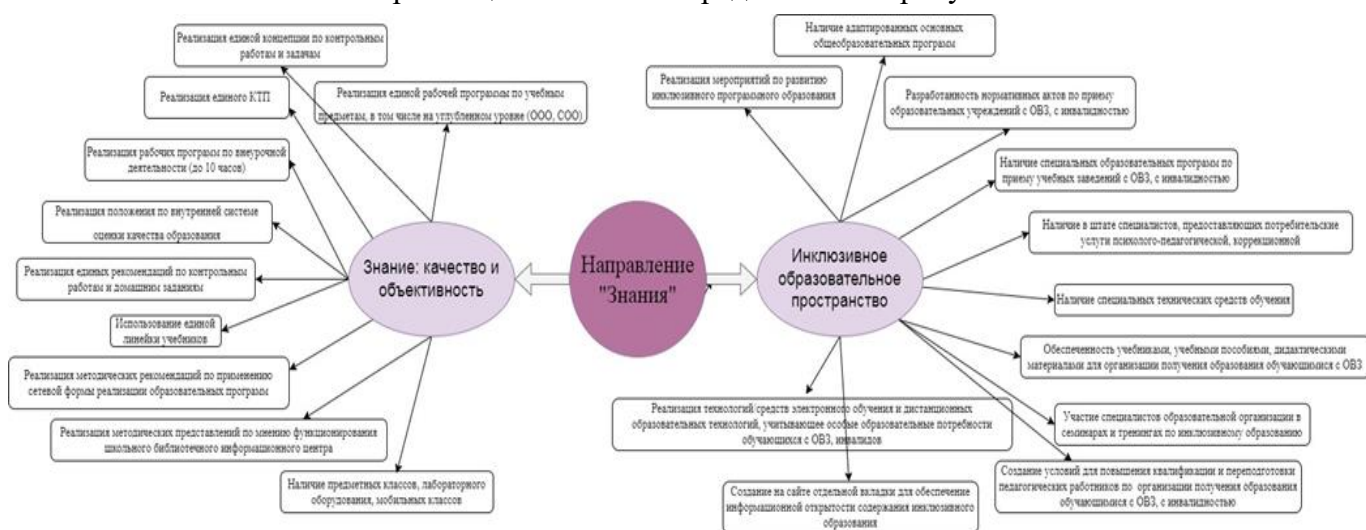 Реализация единой концепции по контрольным
работам и задачам
Реализация единого КТП
Реализация единой рабочей программы по учебным
предметам, в том числе на углубленном уровне (ООО, СОО)
Реализация рабочих программ по внеурочной
деятельности (до 10 часов)
Реализация положения по внутренней системе
оценки качества образования
Реализация единых рекомендаций по контрольным
работам и домашним заданиям
Использование единой
линейки учебников
Реализация методических рекомендаций по применению
сетевой формы реализации образовательных программ
Реализация методических представлений по мнению функционирования
школьного библиотечного информационного центра
Наличие предметных классов, лабораторного
оборудования, мобильных классов
Знание: качество и
объективность
Направление
"Знания"
Инклюзивное
образовательное
пространство
Наличие адаптированных основных
общеобразовательных программ
Реализация мероприятий по развитию
инклюзивного программного образования
Разработанность нормативных актов по приему
образовательных учреждений с ОВЗ, с инвалидностью
Наличие специальных образовательных программ по
приему учебных заведений с ОВЗ, с инвалидностью
Наличие в штате специалистов, предоставляющих потребительские
услуги психолого-педагогической, коррекционной
Наличие специальных технических средств обучения
Обеспеченность учебниками, учебными пособиями, дидактическими
материалами для организации получения образования обучающимися с ОВЗ
Участие специалистов образовательной организации в
семинарах и тренингах по инклюзивному образованию
Создание условий для повышения квалификации и переподготовки
педагогических работников по организации получения образования
обучающимися с ОВЗ, с инвалидностью
Реализация технологий/средств электронного обучения и дистанционных
образовательных технологий, учитывающее особые образовательные потребности
обучающихся с ОВЗ, инвалидов
Создание на сайте отдельной вкладки для обеспечение
информационной открытости содержания инклюзивного
образования